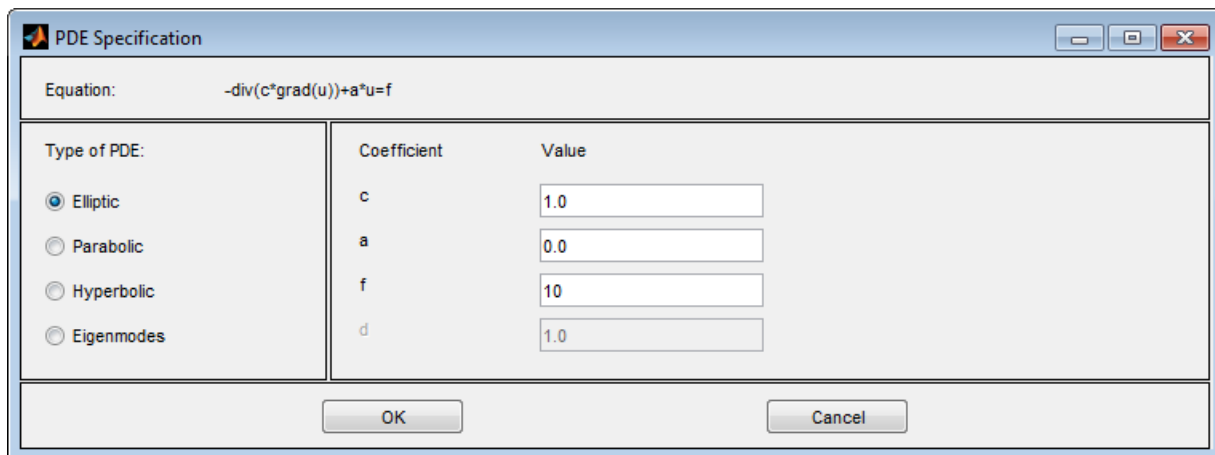 PDE Specification
Equation: -div(c*grad(u))+a*u=f
Type of PDE:
Elliptic
Parabolic
Hyperbolic
Eigenmodes
Coefficient Value
c 1.0
a 0.0
f 10
d 1.0
OK Cancel